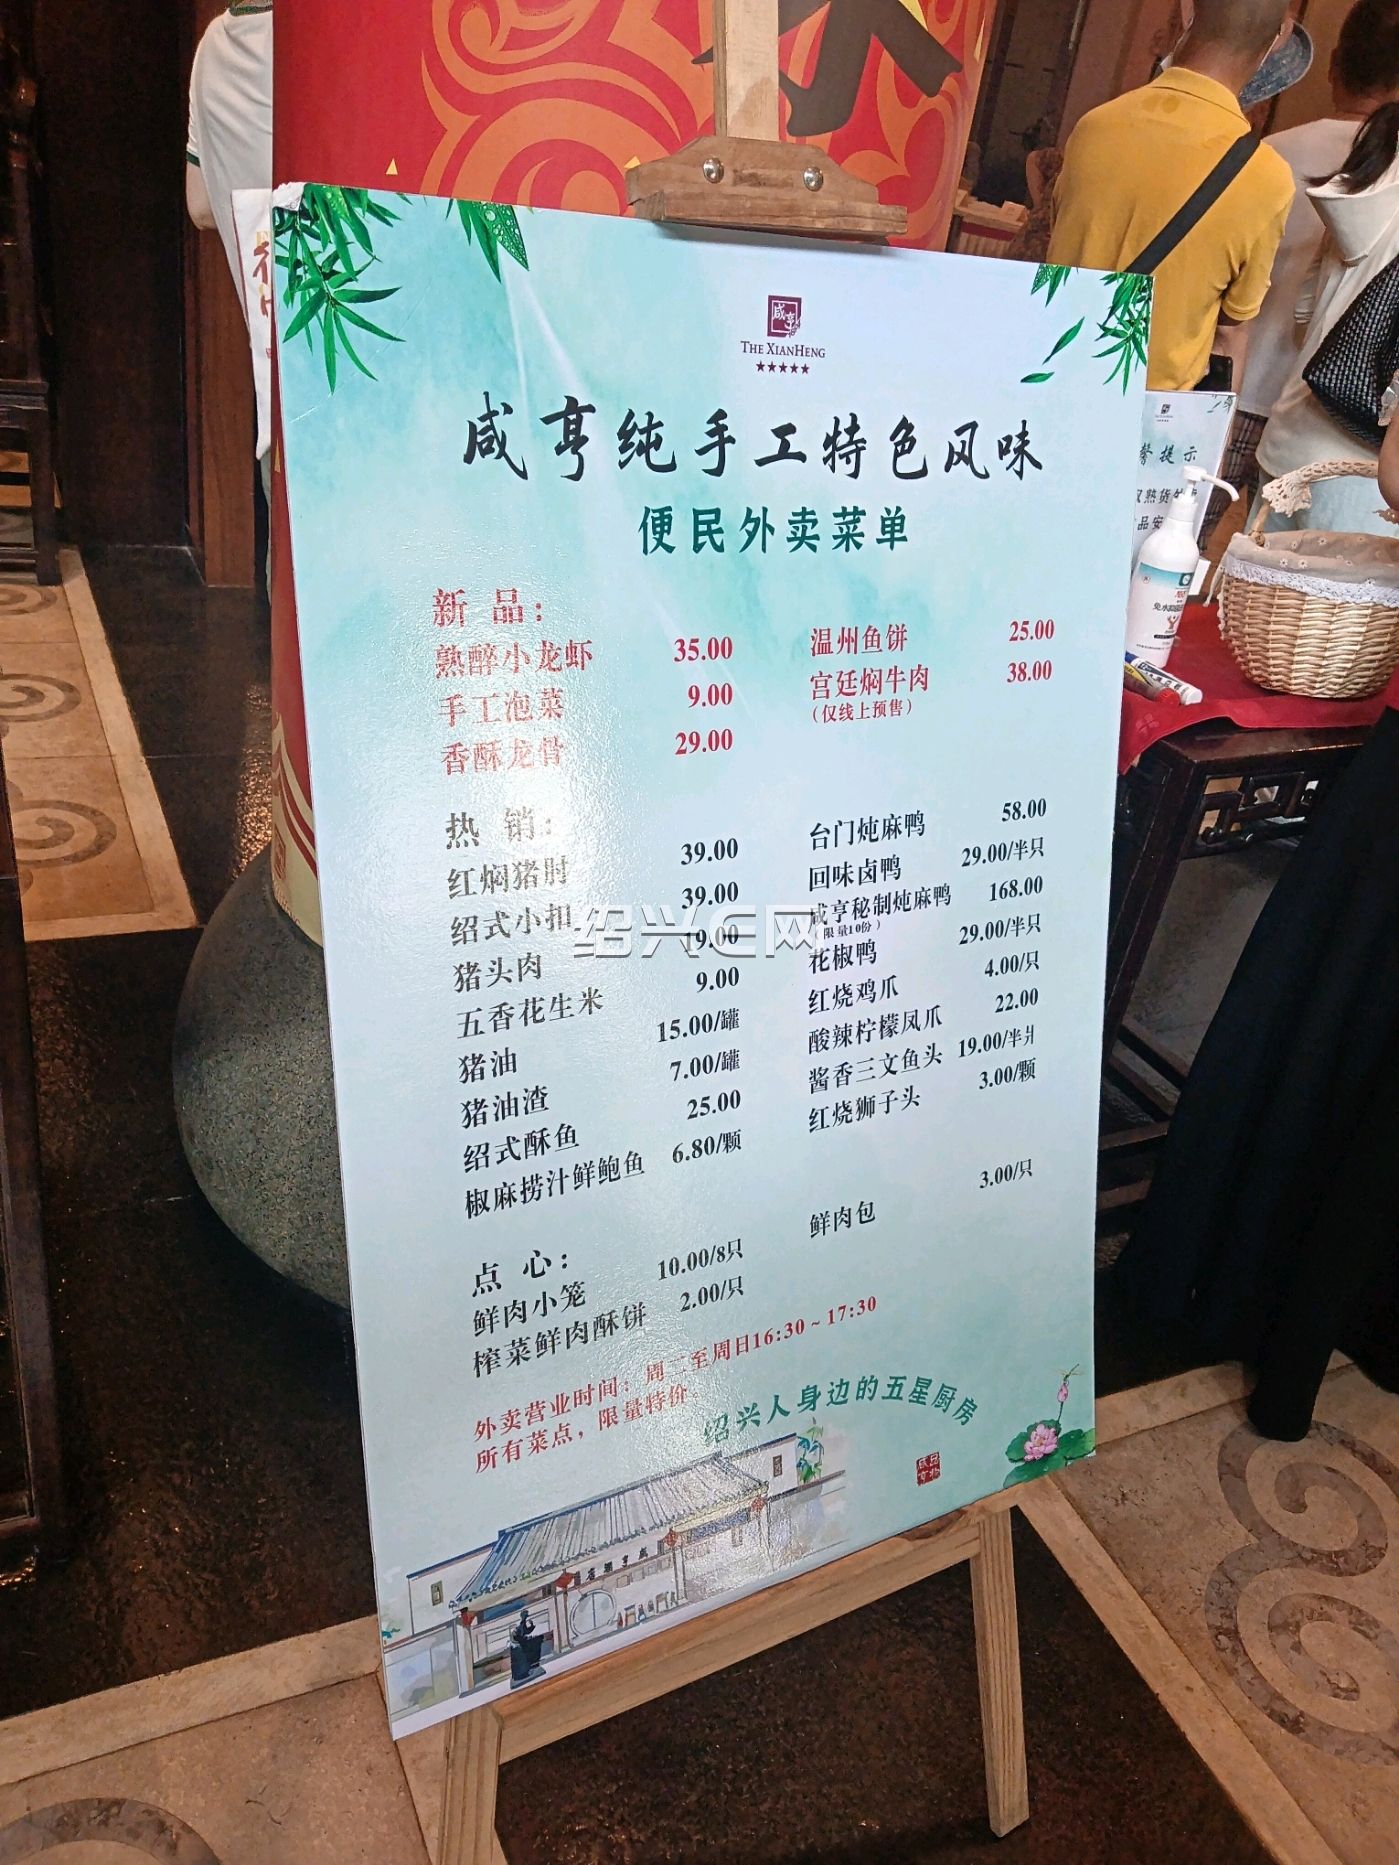 咸亨
THE XIANHENG
★★★★★
咸亨纯手工特色风味
便民外卖菜单
新品:
熟醉小龙虾 35.00
手工泡菜 9.00
香酥龙骨 29.00
温州鱼饼 25.00
宫廷焖牛肉 38.00
(仅线上预售)
热销:
红焖猪肘 39.00
绍式小扣 39.00
猪头肉 19.00
五香花生米 9.00
猪油 15.00/罐
猪油渣 7.00/罐
绍式酥鱼 25.00
椒麻捞汁鲜鲍鱼 6.80/颗
台门炖麻鸭 58.00
回味卤鸭 29.00/半只
咸亨秘制炖麻鸭 168.00
(限量10份)
花椒鸭 29.00/半只
红烧鸡爪 4.00/只
酸辣柠檬凤爪 22.00
酱香三文鱼头 19.00/半爿
红烧狮子头 3.00/颗
点心:
鲜肉小笼 10.00/8只
榨菜鲜肉酥饼 2.00/只
鲜肉包 3.00/只
外卖营业时间:周二至周日16:30~17:30
所有菜点,限量特价。
绍兴人身边的五星厨房
咸亨酒店
绍兴E网
馨提示